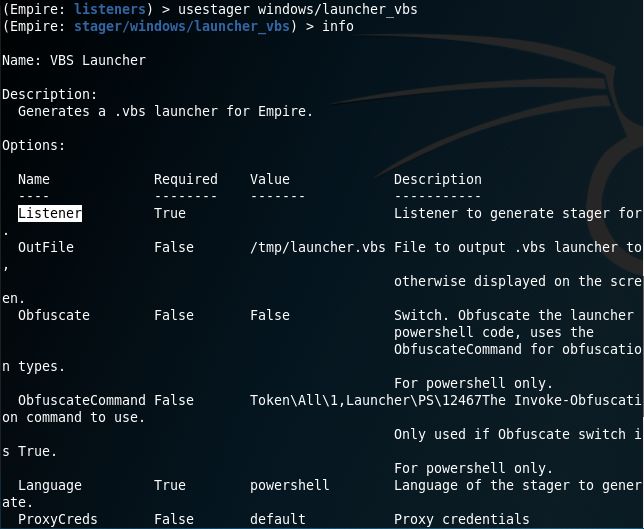 (Empire: listeners) > usestager windows/launcher_vbs
(Empire: stager/windows/launcher_vbs) > info
Name: VBS Launcher
Description:
  Generates a .vbs launcher for Empire.
Options:
  Name             Required    Value             Description
  ----             --------    -------           -----------
  Listener         True                          Listener to generate stager for
.
  OutFile          False       /tmp/launcher.vbs File to output .vbs launcher to
,
                                                 otherwise displayed on the scre
en.
  Obfuscate        False       False             Switch. Obfuscate the launcher
                                                 powershell code, uses the
                                                 ObfuscateCommand for obfuscatio
n types.
                                                 For powershell only.
  ObfuscateCommand False       Token\All\1,Launcher\PS\12467The Invoke-Obfuscati
on command to use.
                                                 Only used if Obfuscate switch i
s True.
                                                 For powershell only.
  Language         True        powershell        Language of the stager to gener
ate.
  ProxyCreds       False       default           Proxy credentials